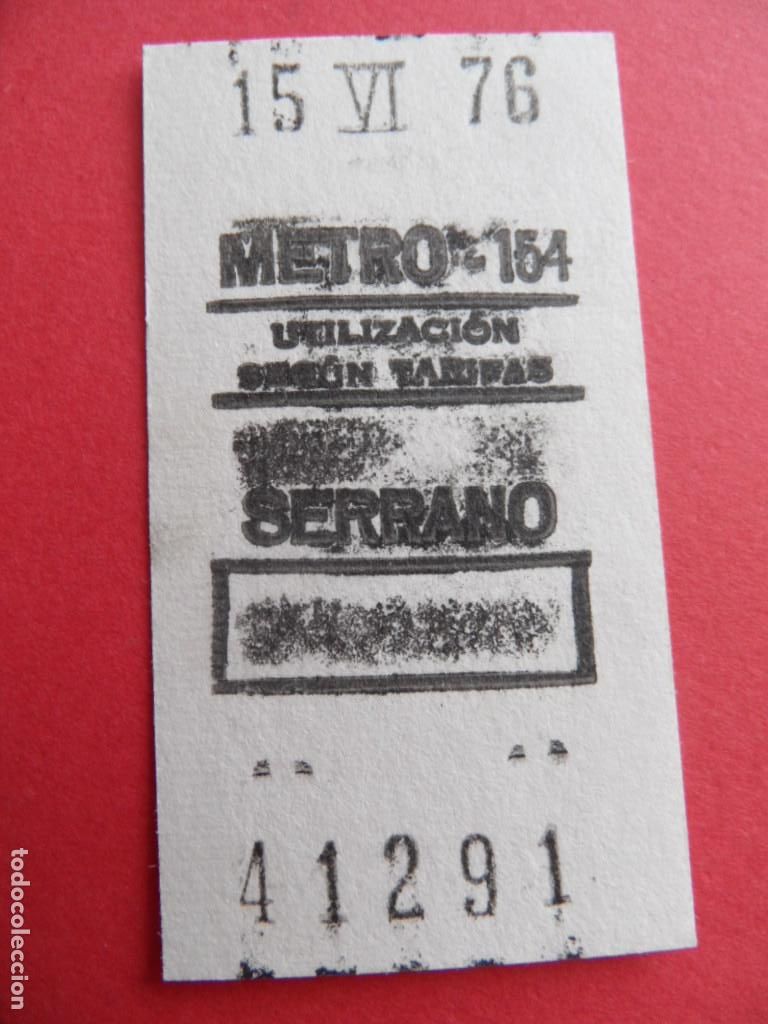 15 VI 76
METRO - 154
UTILIZACIÓN
SEGÚN TARIFAS
SERRANO
41291
todocoleccion